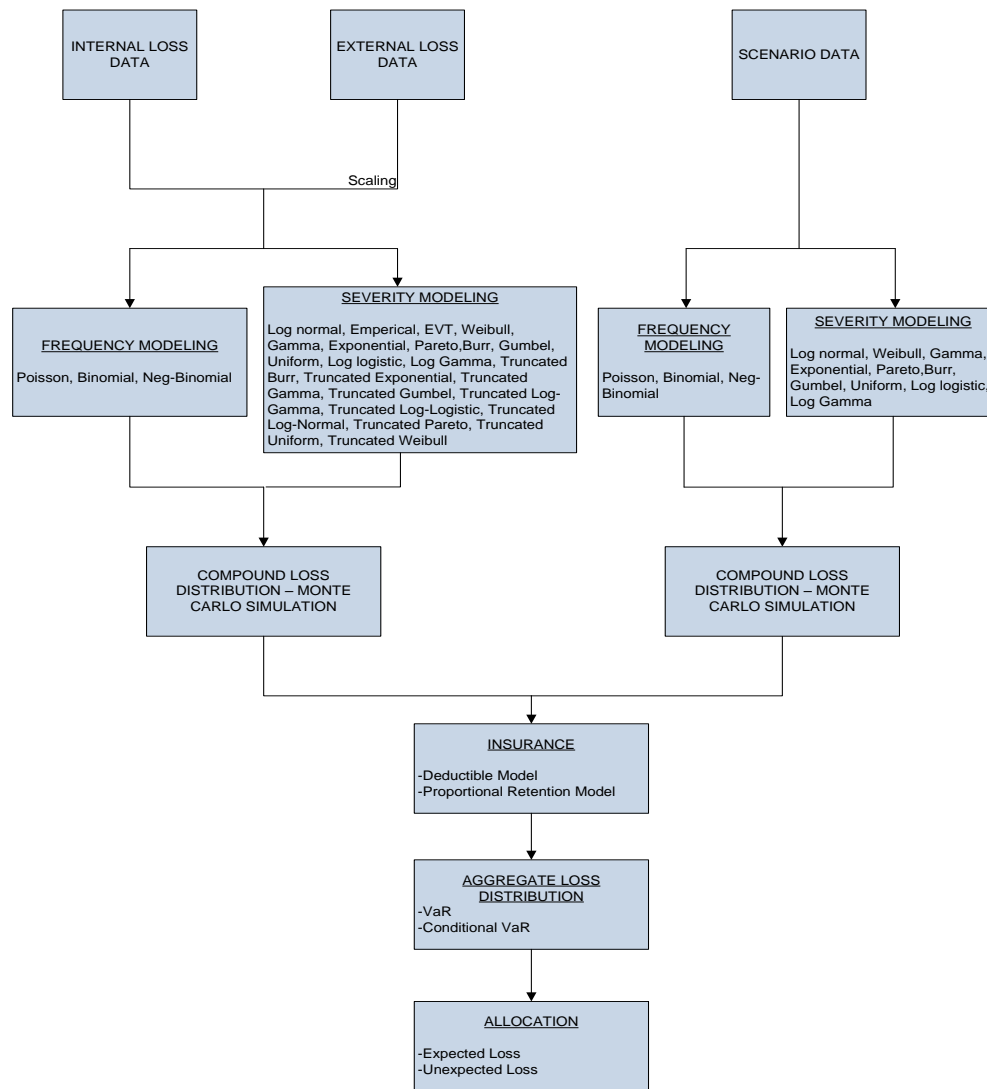 INTERNAL LOSS
DATA
EXTERNAL LOSS
DATA
SCENARIO DATA
Scaling
FREQUENCY MODELING
Poisson, Binomial, Neg-Binomial
SEVERITY MODELING
Log normal, Emperical, EVT, Weibull,
Gamma, Exponential, Pareto,Burr, Gumbel,
Uniform, Log logistic, Log Gamma, Truncated
Burr, Truncated Exponential, Truncated
Gamma, Truncated Gumbel, Truncated Log-
Gamma, Truncated Log-Logistic, Truncated
Log-Normal, Truncated Pareto, Truncated
Uniform, Truncated Weibull
FREQUENCY
MODELING
Poisson, Binomial, Neg-
Binomial
SEVERITY MODELING
Log normal, Weibull, Gamma,
Exponential, Pareto,Burr,
Gumbel, Uniform, Log logistic,
Log Gamma
COMPOUND LOSS
DISTRIBUTION – MONTE
CARLO SIMULATION
COMPOUND LOSS
DISTRIBUTION – MONTE
CARLO SIMULATION
INSURANCE
-Deductible Model
-Proportional Retention Model
AGGREGATE LOSS
DISTRIBUTION
-VaR
-Conditional VaR
ALLOCATION
-Expected Loss
-Unexpected Loss